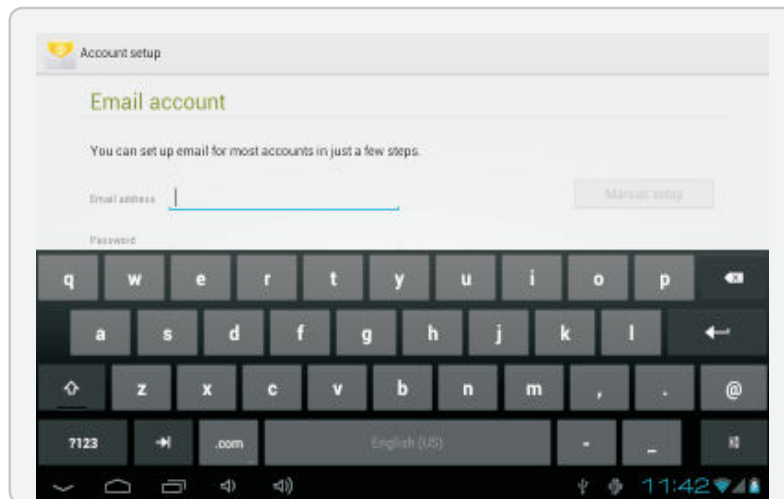 Account setup
Email account
You can set up email for most accounts in just a few steps.
Email address
Manual setup
Password
q w e r t y u i o p
a s d f g h j k l
z x c v b n m , . @
?123 .com English (US) - _
11:42